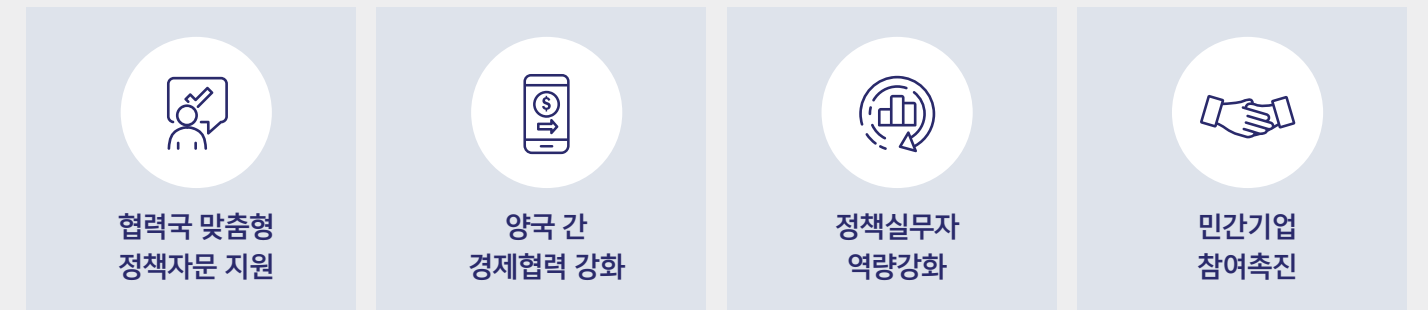 협력국 맞춤형
정책자문 지원
양국 간
경제협력 강화
정책실무자
역량강화
민간기업
참여촉진